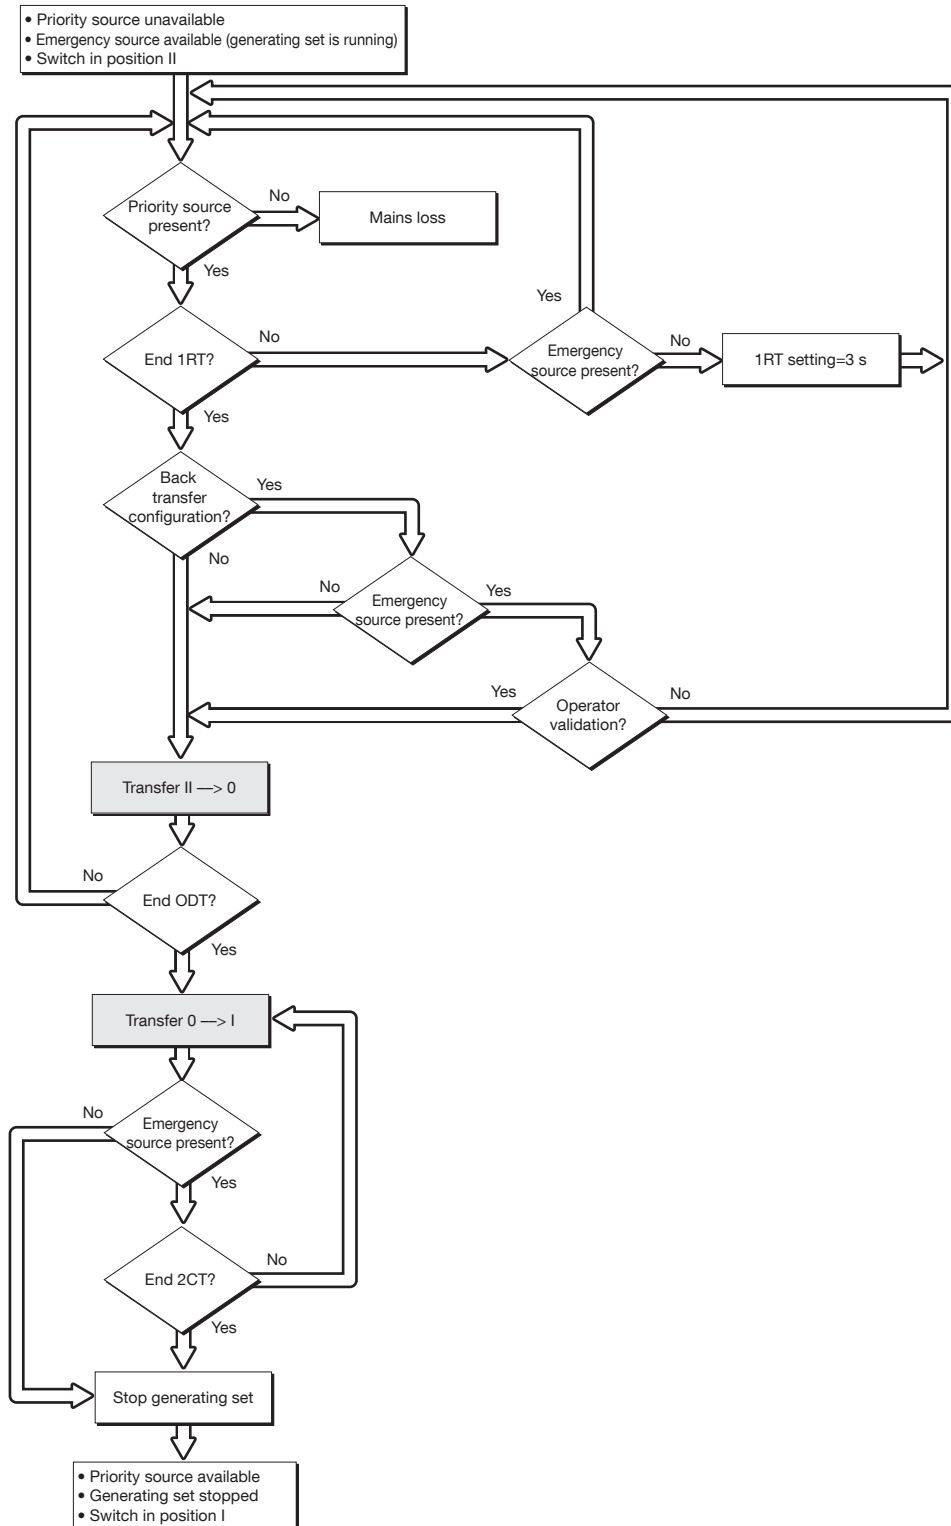 • Priority source unavailable
• Emergency source available (generating set is running)
• Switch in position II
Priority source
present?
No
Mains loss
Yes
End 1RT?
No
Yes
Emergency
source present?
No
1RT setting=3 s
Yes
Back
transfer
configuration?
Yes
No
No
Emergency
source present?
Yes
Yes
Operator
validation?
No
Transfer II —> 0
No
End ODT?
Yes
Transfer 0 —> I
No
Emergency
source present?
Yes
End 2CT?
No
Yes
Stop generating set
• Priority source available
• Generating set stopped
• Switch in position I